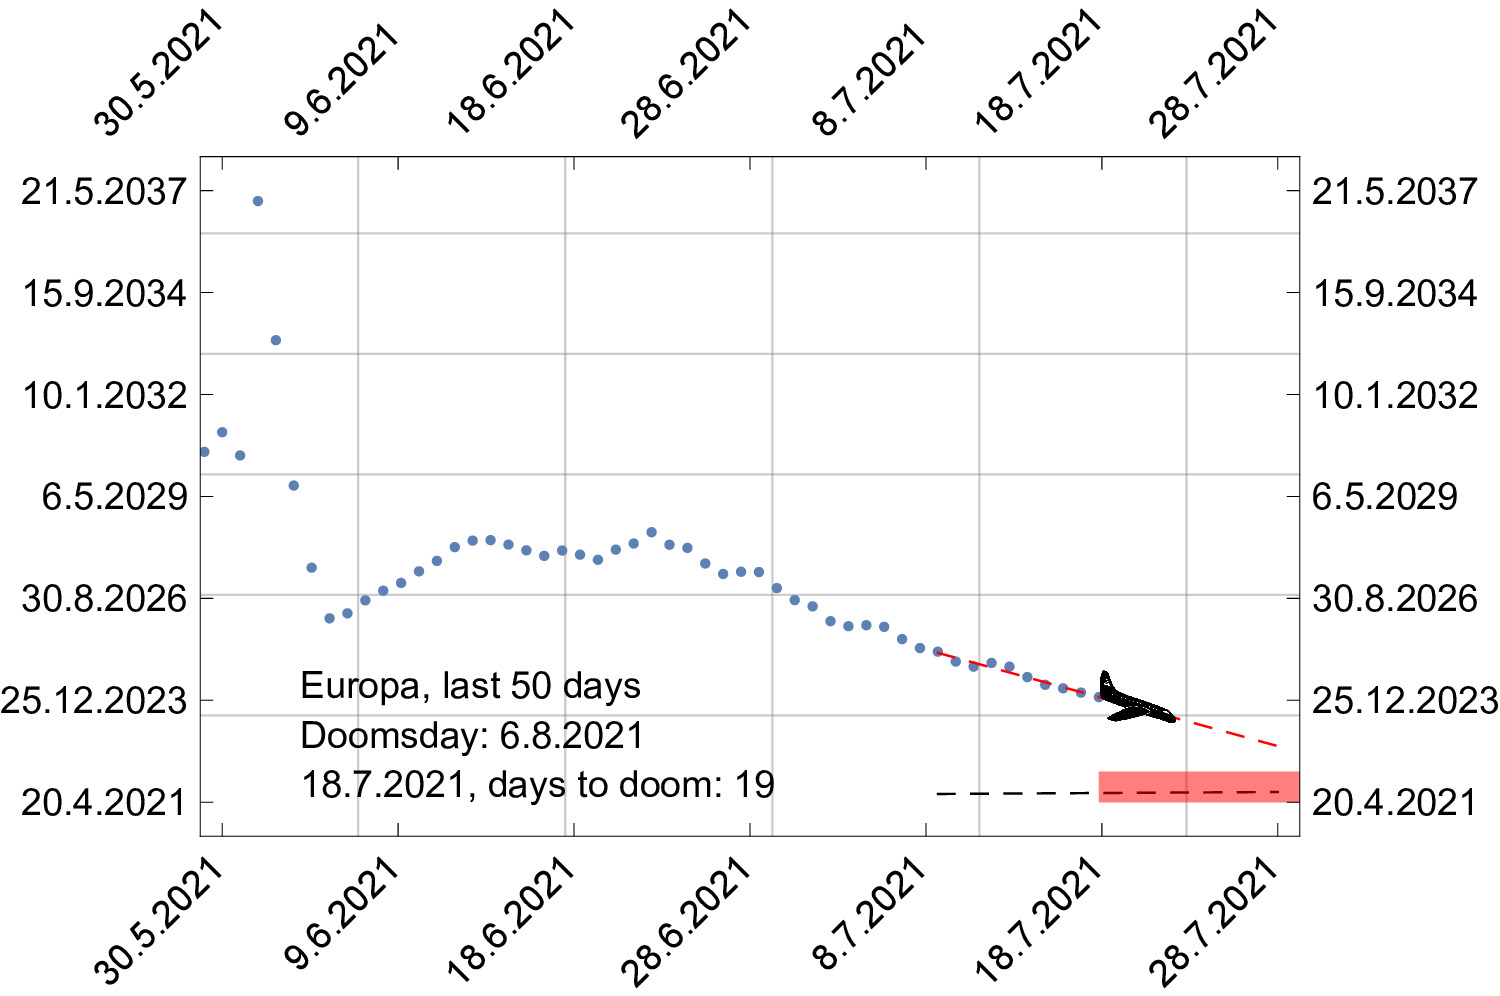 30.5.2021 9.6.2021 18.6.2021 28.6.2021 8.7.2021 18.7.2021 28.7.2021
21.5.2037 21.5.2037
15.9.2034 15.9.2034
10.1.2032 10.1.2032
6.5.2029 6.5.2029
30.8.2026 30.8.2026
Europa, last 50 days
25.12.2023 25.12.2023
Doomsday: 6.8.2021
18.7.2021, days to doom: 19
20.4.2021 20.4.2021
30.5.2021 9.6.2021 18.6.2021 28.6.2021 8.7.2021 18.7.2021 28.7.2021